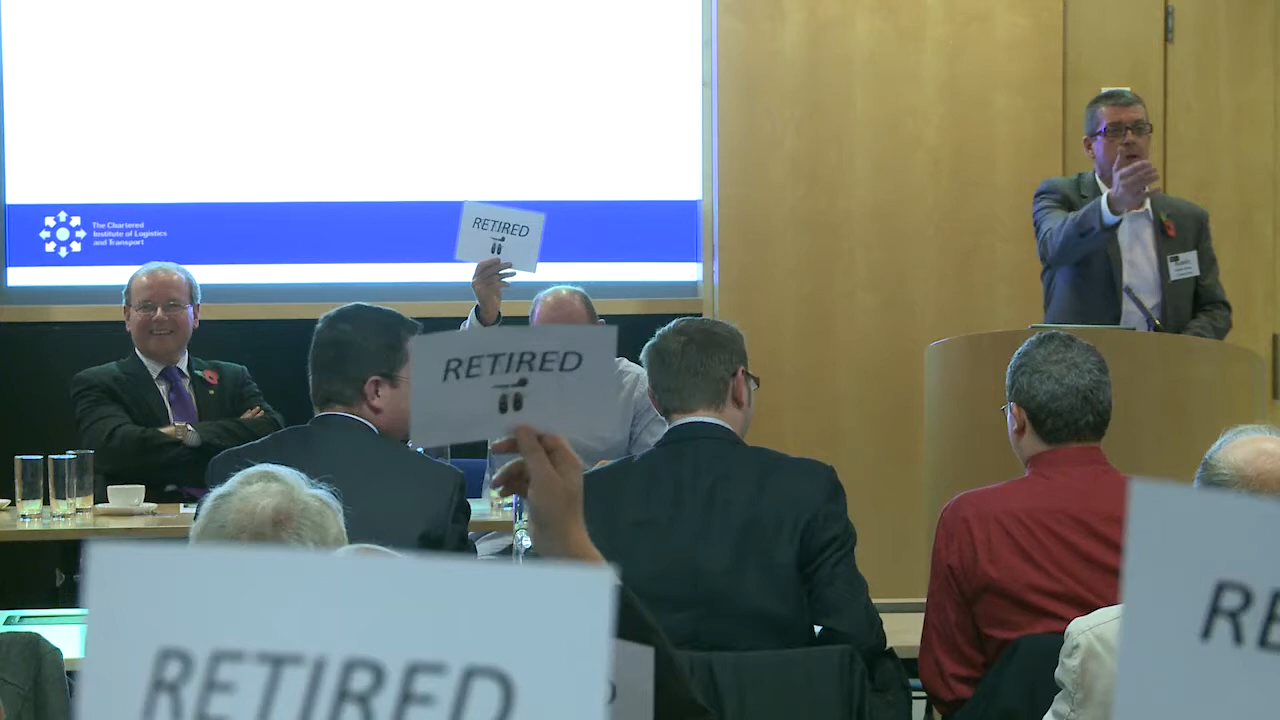 The Chartered
Institute of Logistics
and Transport
RETIRED
RETIRED
RETIRED
RE